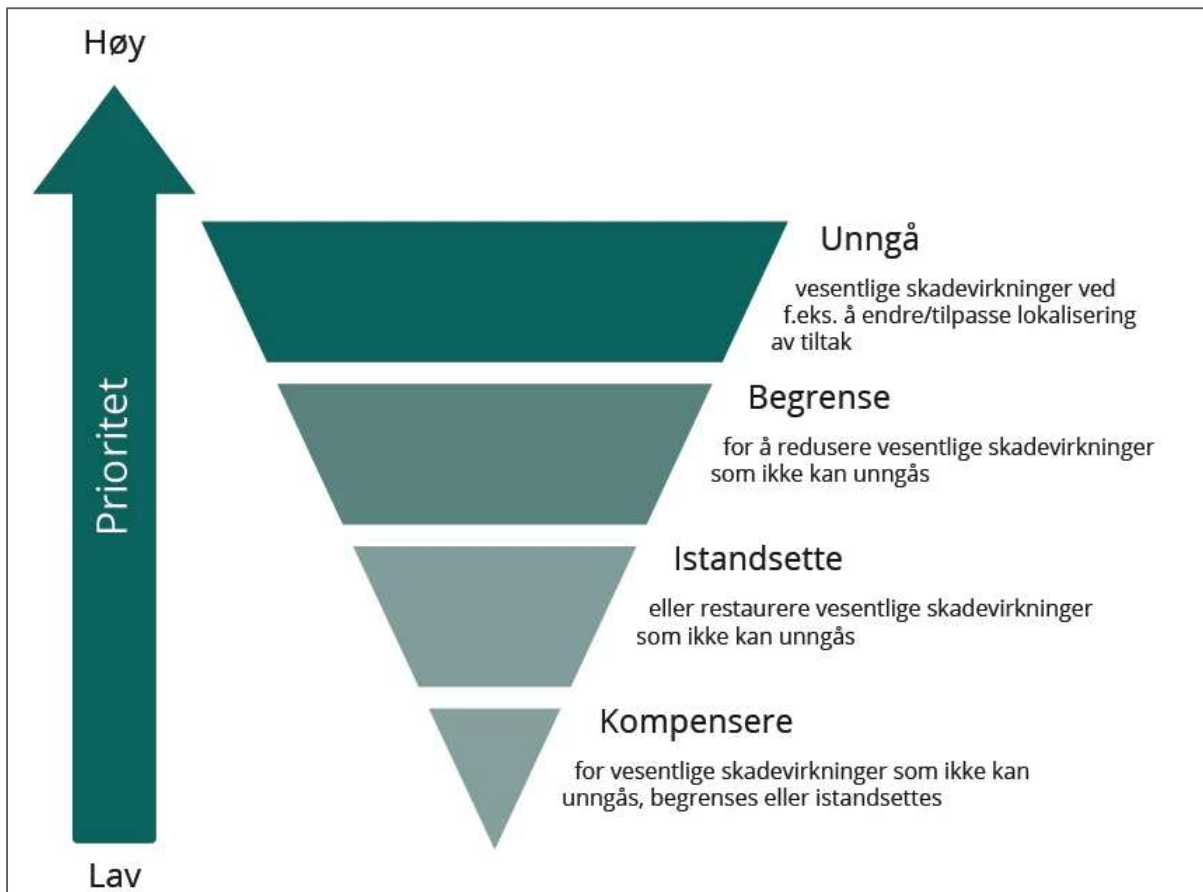 Høy
Prioritet
Unngå
vesentlige skadevirkninger ved
f.eks. å endre/tilpasse lokalisering
av tiltak
Begrense
for å redusere vesentlige skadevirkninger
som ikke kan unngås
Istandsette
eller restaurere vesentlige skadevirkninger
som ikke kan unngås
Kompensere
for vesentlige skadevirkninger som ikke kan
unngås, begrenses eller istandsettes
Lav